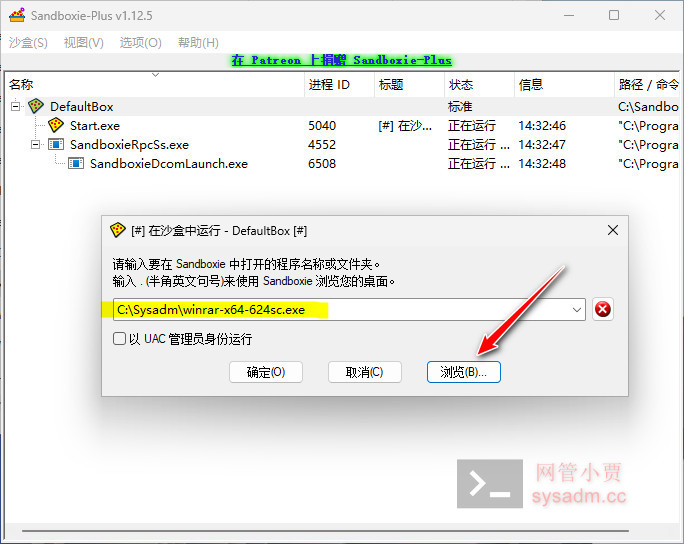 Sandboxie-Plus v1.12.5
沙盒(S) 视图(V) 选项(O) 帮助(H)
在 Patreon 上捐赠 Sandboxie-Plus
名称 进程 ID 标题 状态 信息 路径 / 命令
DefaultBox 标准 C:\Sandbo
Start.exe 5040 [#] 在沙... 正在运行 14:32:46 "C:\Progra
SandboxieRpcSs.exe 4552 正在运行 ... 14:32:47 "C:\Progra
SandboxieDcomLaunch.exe 6508 正在运行 ... 14:32:48 "C:\Progra
[#] 在沙盒中运行 - DefaultBox [#]
请输入要在 Sandboxie 中打开的程序名称或文件夹。
输入 . (半角英文句号)来使用 Sandboxie 浏览您的桌面。
C:\Sysadm\winrar-x64-624sc.exe
以 UAC 管理员身份运行
确定(O) 取消(C) 浏览(B)...
网管小贾
sysadm.cc